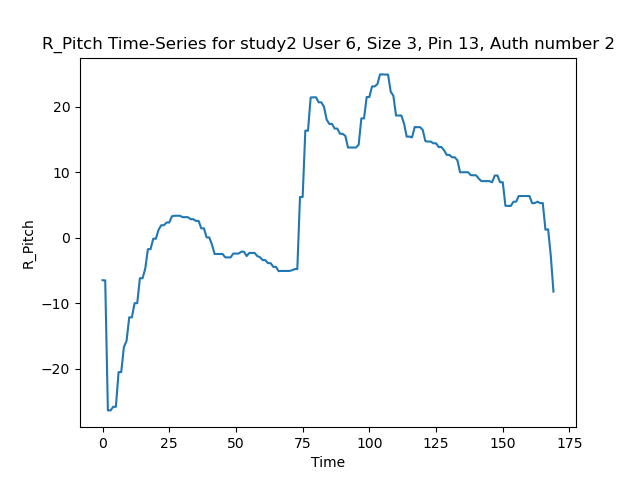 R_Pitch Time-Series for study2 User 6, Size 3, Pin 13, Auth number 2
20
10
0
−10
−20
R_Pitch
0 25 50 75 100 125 150 175
Time